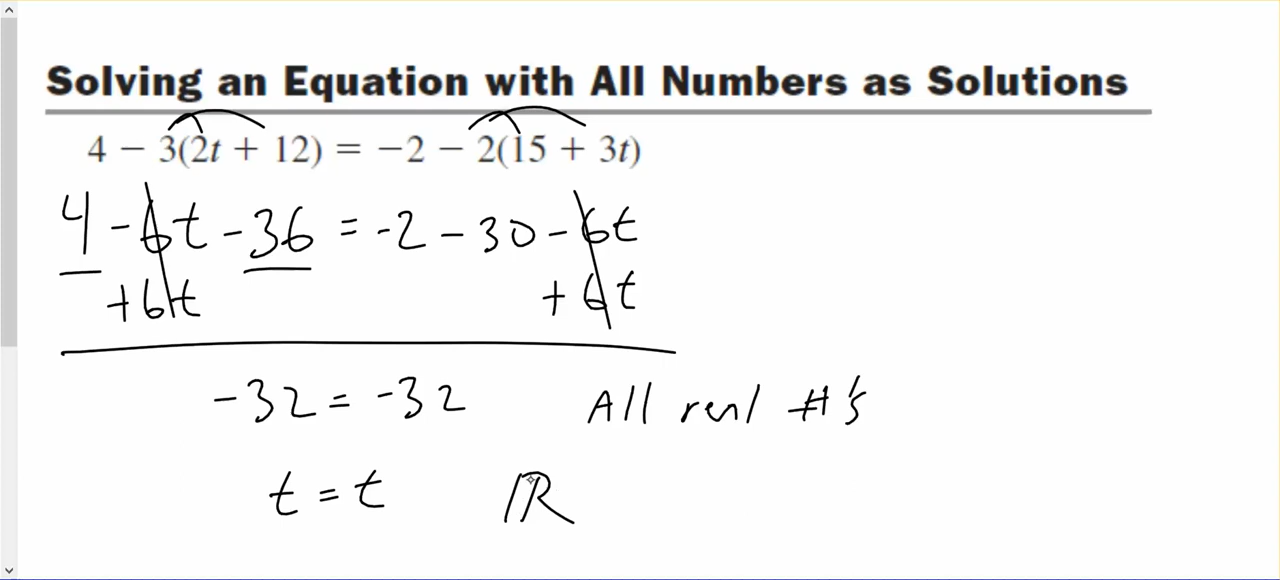 Solving an Equation with All Numbers as Solutions
4 − 3(2t + 12) = −2 − 2(15 + 3t)
4 - 6t - 36 = -2 - 30 - 6t
+6t +6t
-32 = -32 All real #'s
t = t ℝ